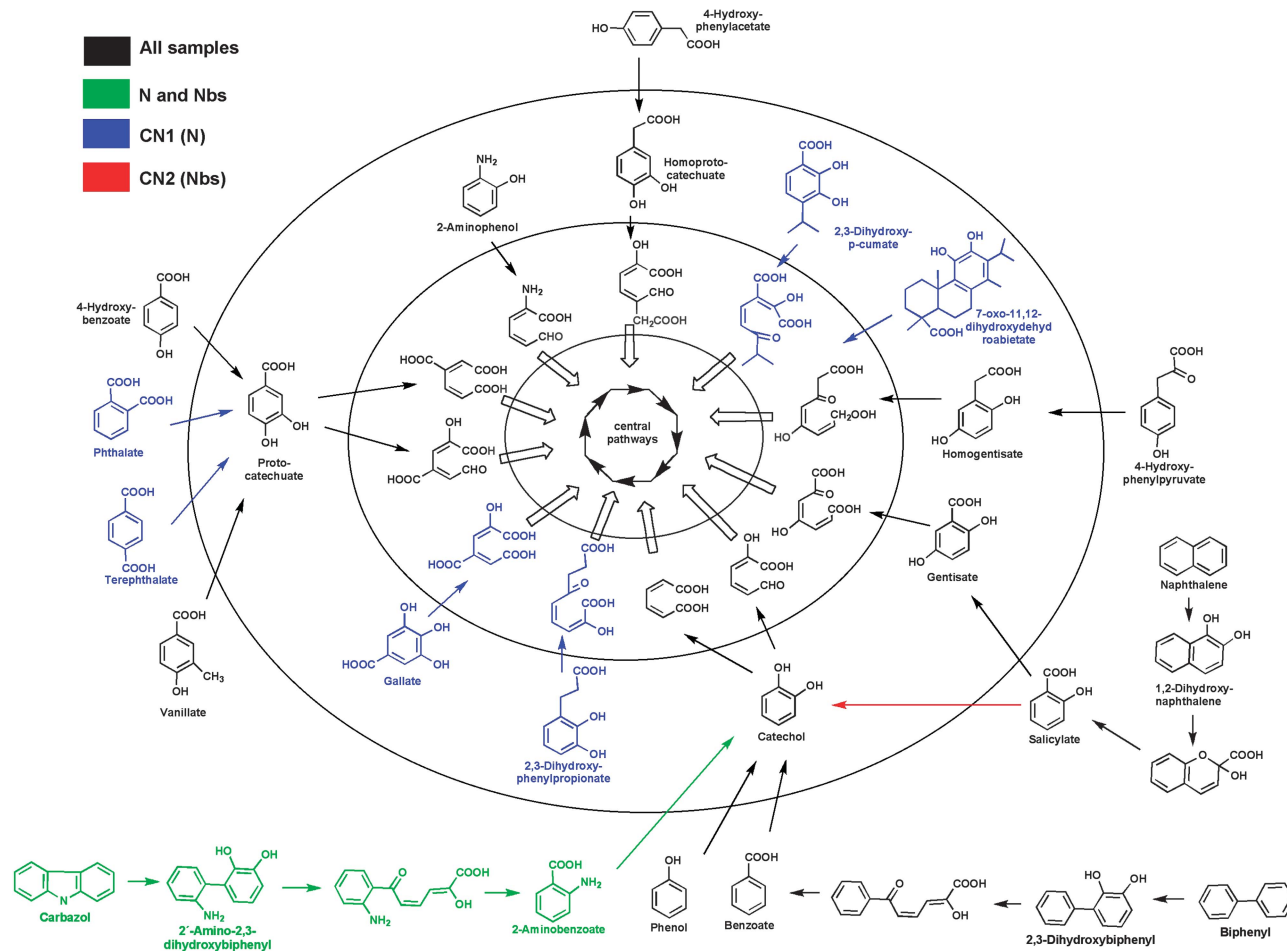 All samples
N and Nbs
CN1 (N)
CN2 (Nbs)
4-Hydroxy-
phenylacetate
HO
COOH
COOH
Homoproto-
catechuate
OH
OH
NH2
OH
2-Aminophenol
COOH
OH
OH
2,3-Dihydroxy-
p-cumate
OH
OH
COOH
7-oxo-11,12-
dihydroxydehyd
roabietate
COOH
4-Hydroxy-
benzoate
OH
COOH
COOH
Phthalate
COOH
COOH
Terephthalate
COOH
CH3
OH
Vanillate
COOH
OH
OH
Proto-
catechuate
NH2
COOH
CHO
OH
COOH
CHO
CH2COOH
COOH
OH
COOH
O
COOH
HOOC
COOH
OH
COOH
HOOC
CHO
central
pathways
COOH
O
OH
CH2OOH
COOH
OH
HO
Homogentisate
COOH
O
OH
4-Hydroxy-
phenylpyruvate
O
COOH
COOH
HO
COOH
OH
HO
Gentisate
OH
COOH
HOOC
COOH
OH
OH
HOOC
OH
Gallate
COOH
O
COOH
OH
COOH
OH
OH
2,3-Dihydroxy-
phenylpropionate
COOH
COOH
OH
COOH
CHO
OH
OH
Catechol
COOH
OH
Salicylate
Naphthalene
OH
OH
1,2-Dihydroxy-
naphthalene
O
COOH
OH
N
Carbazol
HO
OH
NH2
2´-Amino-2,3-
dihydroxybiphenyl
O
COOH
OH
NH2
COOH
NH2
2-Aminobenzoate
OH
Phenol
COOH
Benzoate
O
COOH
OH
OH
OH
2,3-Dihydroxybiphenyl
Biphenyl